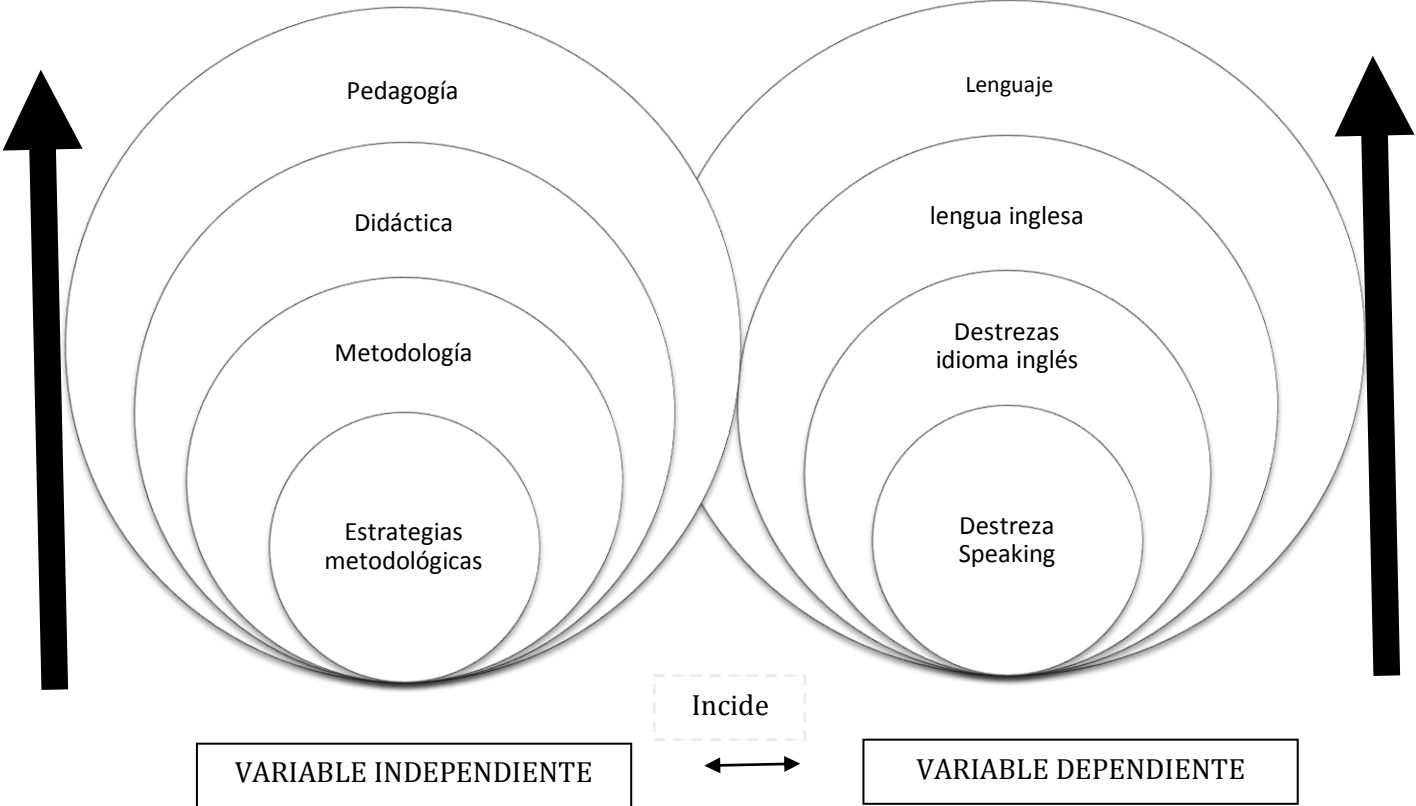 Pedagogía
Didáctica
Metodología
Estrategias
metodológicas
Lenguaje
lengua inglesa
Destrezas
idioma inglés
Destreza
Speaking
Incide
VARIABLE INDEPENDIENTE
VARIABLE DEPENDIENTE